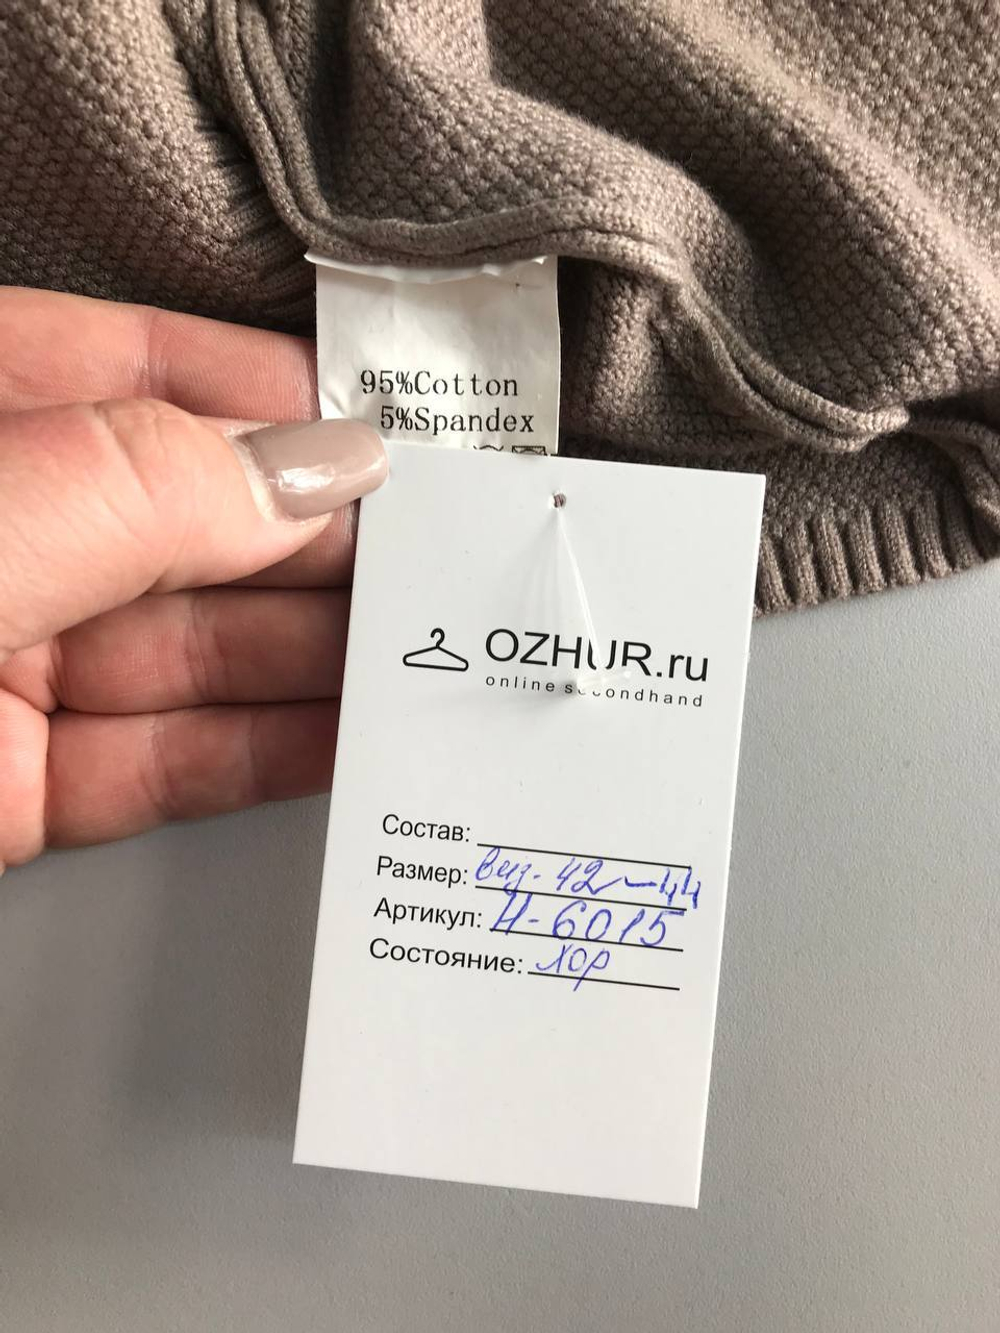 95%Cotton
5%Spandex
OZHUR.ru
online secondhand
Состав:
Размер: виз. 42-44
Артикул: И-6015
Состояние: хор